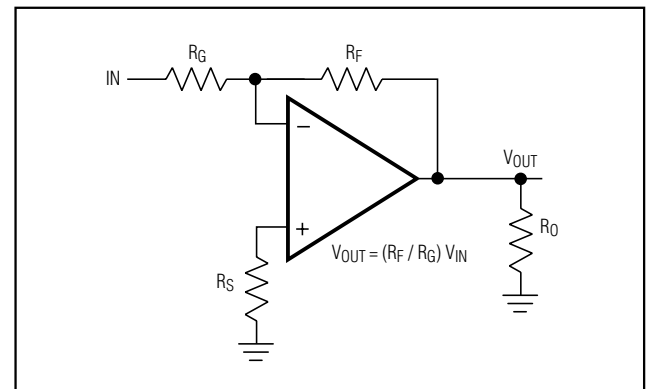 RG
RF
IN
−
VOUT
+
RO
VOUT = (RF / RG) VIN
RS